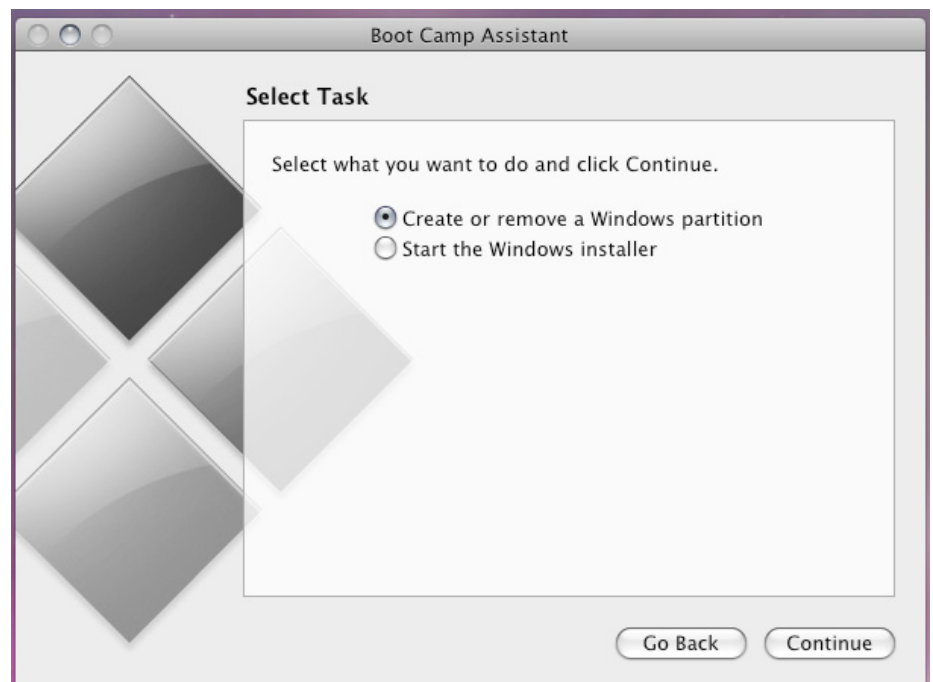 Boot Camp Assistant
Select Task
Select what you want to do and click Continue.
Create or remove a Windows partition
Start the Windows installer
Go Back
Continue